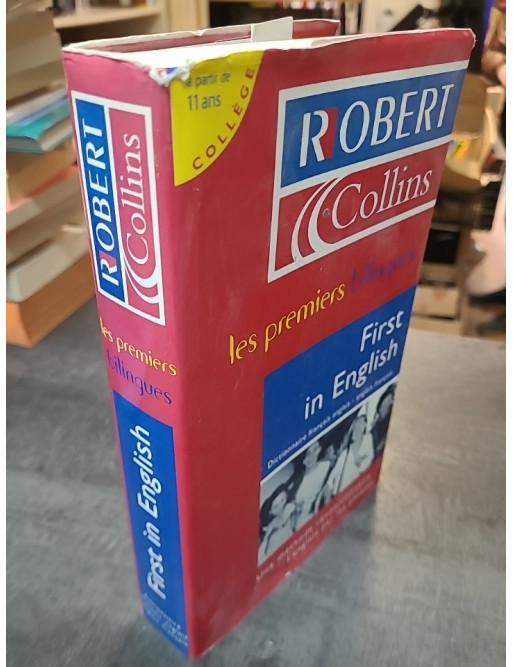 ROBERT
Collins
les premiers
bilingues
First in English
à partir de
11 ans
COLLÈGE
ROBERT
Collins
les premiers bilingues
First
in English
Dictionnaire français anglais - anglais français